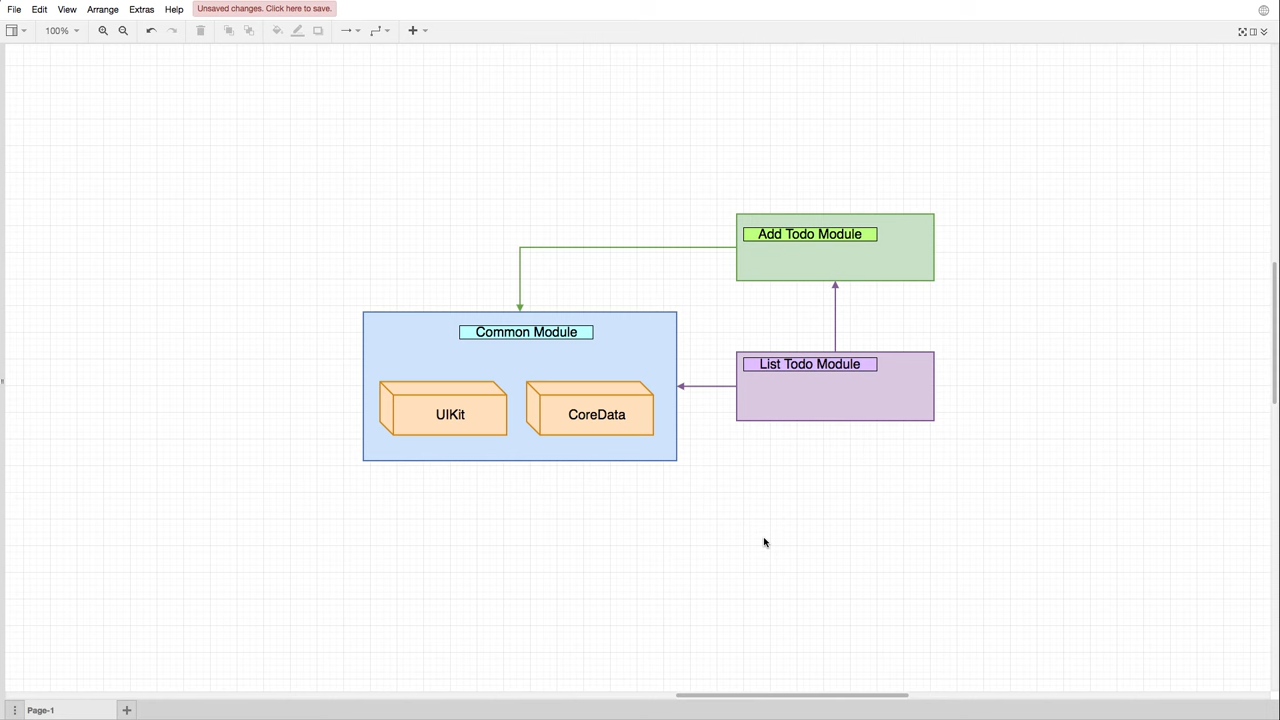 File Edit View Arrange Extras Help Unsaved changes. Click here to save.
100%
Add Todo Module
Common Module
List Todo Module
UIKit
CoreData
Page-1